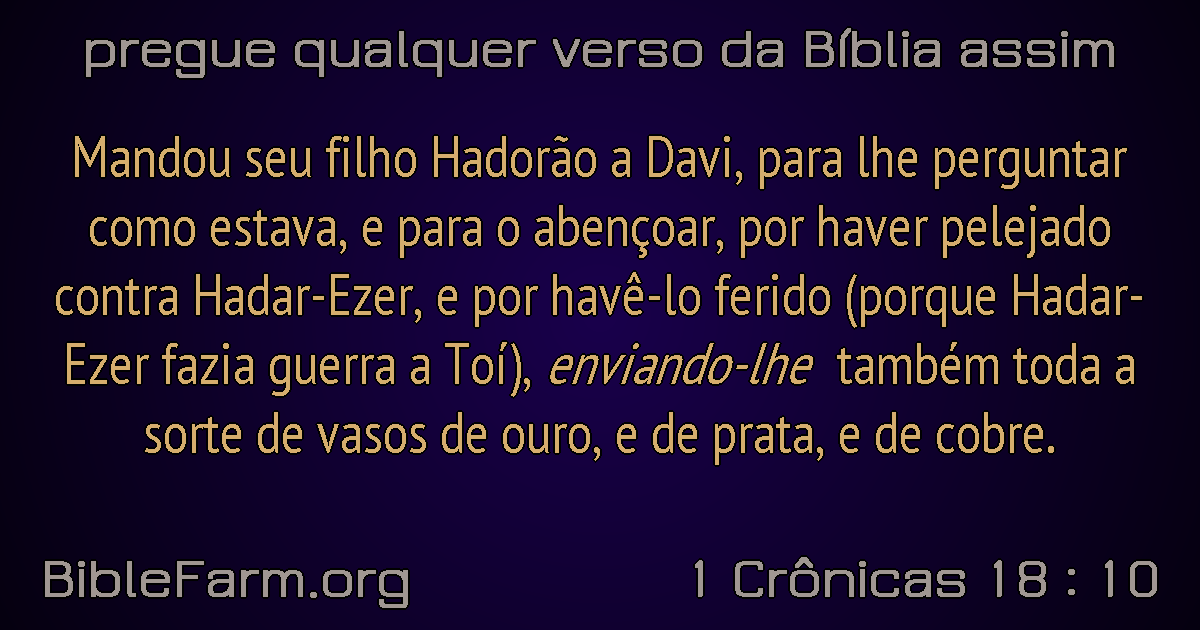 pregue qualquer verso da Bíblia assim
Mandou seu filho Hadorão a Davi, para lhe perguntar
como estava, e para o abençoar, por haver pelejado
contra Hadar-Ezer, e por havê-lo ferido (porque Hadar-
Ezer fazia guerra a Toí), enviando-lhe também toda a
sorte de vasos de ouro, e de prata, e de cobre.
BibleFarm.org
1 Crônicas 18 : 10